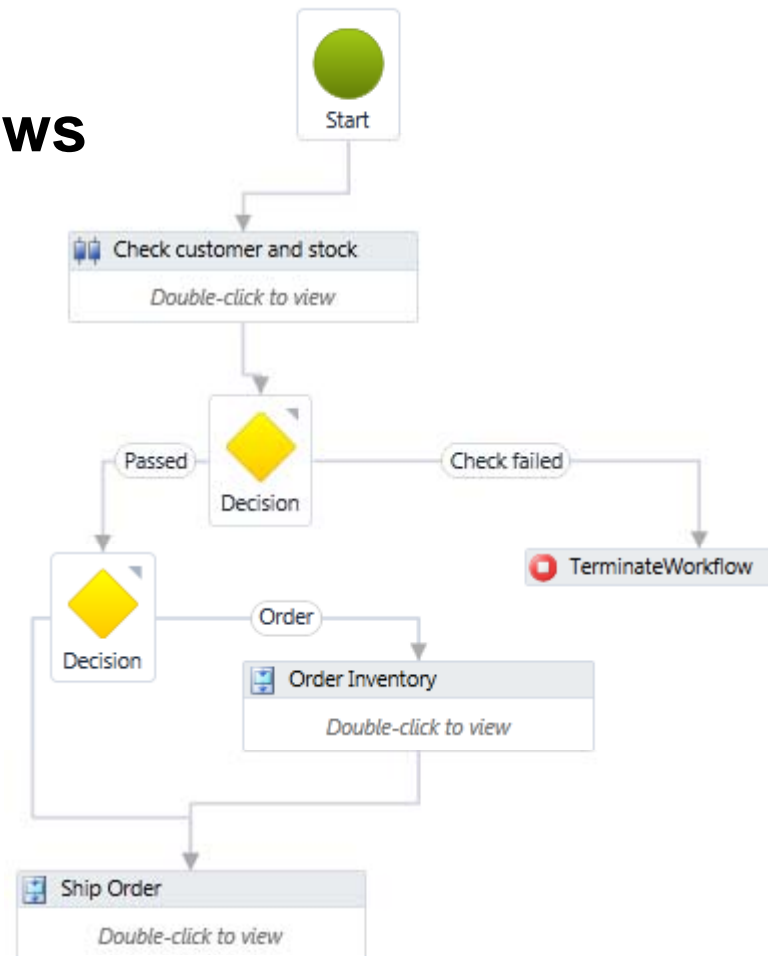 ws
Start
Check customer and stock
Double-click to view
Passed
Check failed
Decision
TerminateWorkflow
Order
Decision
Order Inventory
Double-click to view
Ship Order
Double-click to view